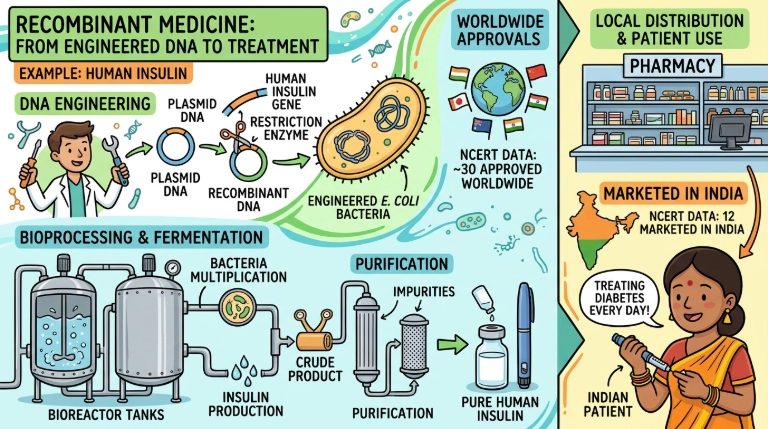 RECOMBINANT MEDICINE:
FROM ENGINEERED DNA TO TREATMENT
EXAMPLE: HUMAN INSULIN
DNA ENGINEERING
PLASMID
DNA
PLASMID
DNA
HUMAN
INSULIN GENE
RESTRICTION
ENZYME
RECOMBINANT
DNA
ENGINEERED E. COLI
BACTERIA
WORLDWIDE
APPROVALS
NCERT DATA:
~30 APPROVED
WORLDWIDE
LOCAL DISTRIBUTION
& PATIENT USE
PHARMACY
MARKETED IN INDIA
NCERT DATA: 12
MARKETED IN INDIA
TREATING
DIABETES
EVERY DAY!
INDIAN
PATIENT
BIOPROCESSING & FERMENTATION
BACTERIA
MULTIPLICATION
INSULIN
PRODUCTION
BIOREACTOR TANKS
PURIFICATION
IMPURITIES
CRUDE
PRODUCT
PURIFICATION
PURE HUMAN
INSULIN